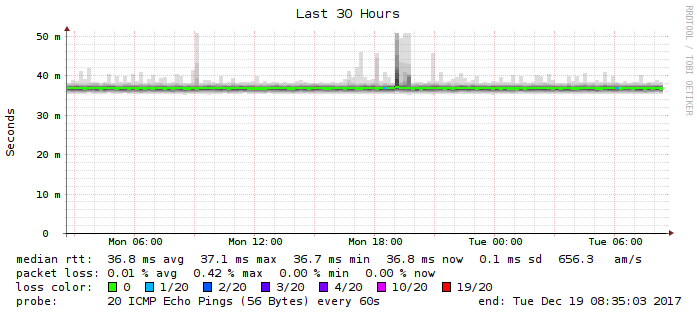 Last 30 Hours
RRDTOOL / TOBI OETIKER
Seconds
50 m
40 m
30 m
20 m
10 m
0
Mon 06:00 Mon 12:00 Mon 18:00 Tue 00:00 Tue 06:00
median rtt: 36.8 ms avg 37.1 ms max 36.7 ms min 36.8 ms now 0.1 ms sd 656.3 am/s
packet loss: 0.01 % avg 0.42 % max 0.00 % min 0.00 % now
loss color: 0 1/20 2/20 3/20 4/20 10/20 19/20
probe: 20 ICMP Echo Pings (56 Bytes) every 60s end: Tue Dec 19 08:35:03 2017